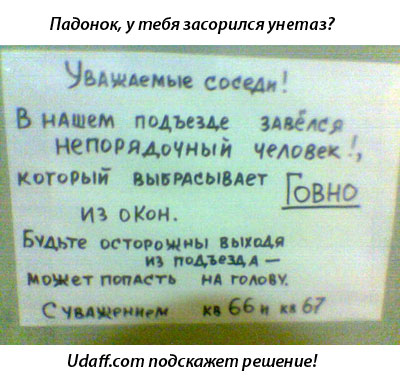 Падонок, у тебя засорился унетаз?
Уважаемые соседи!
В нашем подъезде завёлся
непорядочный человек!,
который выбрасывает Говно
из окон.
Будьте осторожны выходя
из подъезда –
может попасть на голову.
С уважением кв 66 и кв 67
Udaff.com подскажет решение!